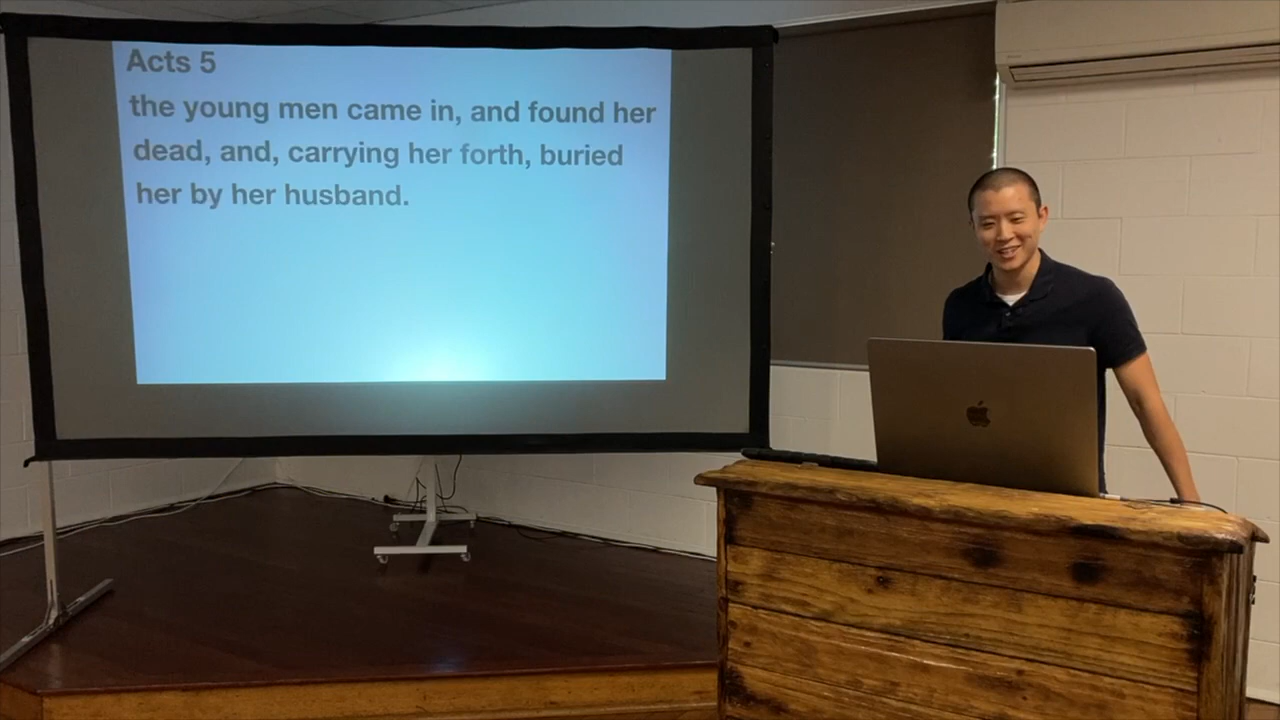 Acts 5
the young men came in, and found her
dead, and, carrying her forth, buried
her by her husband.